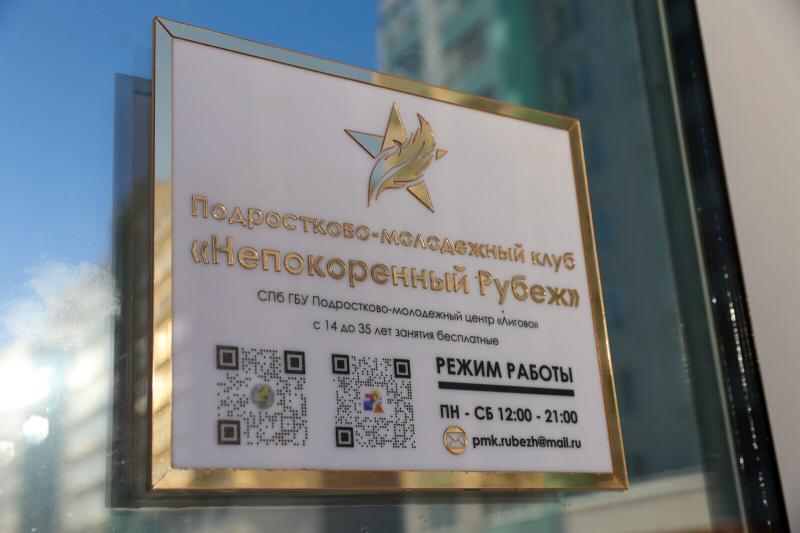 Подростково-молодежный клуб
«Непокоренный Рубеж»
СПб ГБУ Подростково-молодежный центр «Лигово»
с 14 до 35 лет занятия бесплатные
РЕЖИМ РАБОТЫ
ПН - СБ 12:00 - 21:00
pmk.rubezh@mail.ru